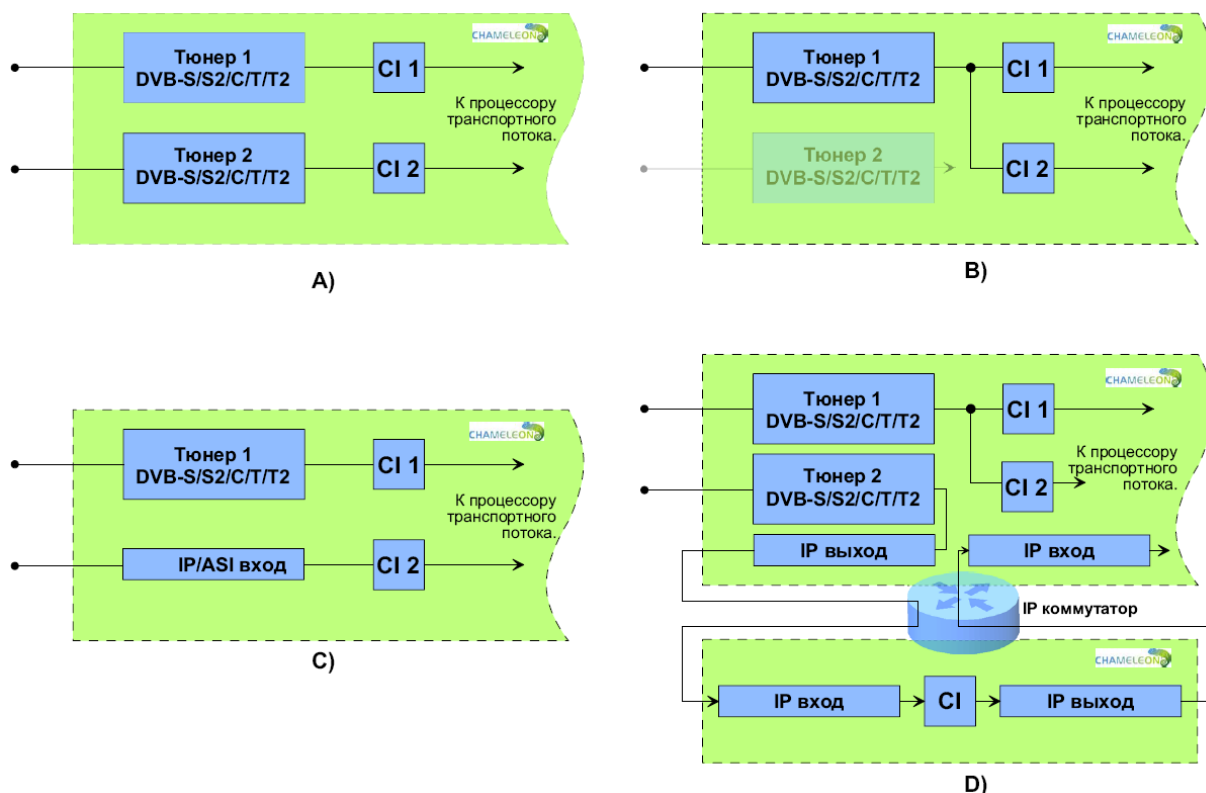 CHAMELEON
Тюнер 1
DVB-S/S2/C/T/T2
CI 1
К процессору
транспортного
потока.
Тюнер 2
DVB-S/S2/C/T/T2
CI 2
A)
CHAMELEON
Тюнер 1
DVB-S/S2/C/T/T2
CI 1
К процессору
транспортного
потока.
Тюнер 2
DVB-S/S2/C/T/T2
CI 2
B)
CHAMELEON
Тюнер 1
DVB-S/S2/C/T/T2
CI 1
К процессору
транспортного
потока.
IP/ASI вход
CI 2
C)
CHAMELEON
Тюнер 1
DVB-S/S2/C/T/T2
CI 1
К процессору
транспортного
потока.
Тюнер 2
DVB-S/S2/C/T/T2
CI 2
IP выход
IP вход
IP коммутатор
CHAMELEON
IP вход
CI
IP выход
D)